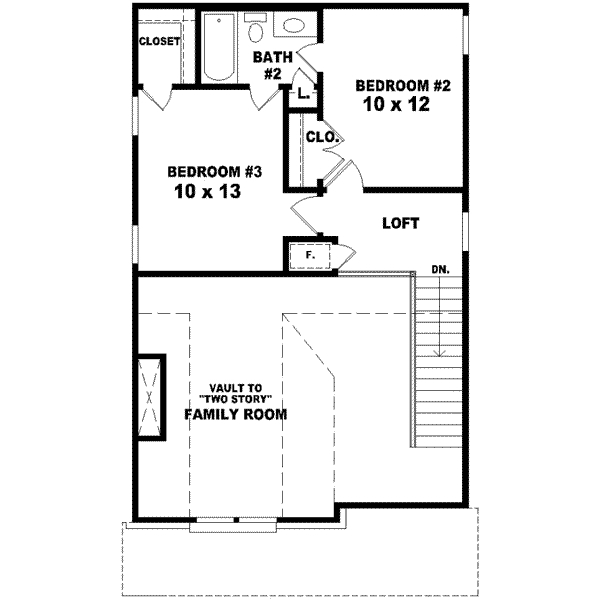 CLOSET
BATH
#2
BEDROOM #2
10 x 12
L.
CLO.
BEDROOM #3
10 x 13
LOFT
F.
DN.
VAULT TO
"TWO STORY"
FAMILY ROOM